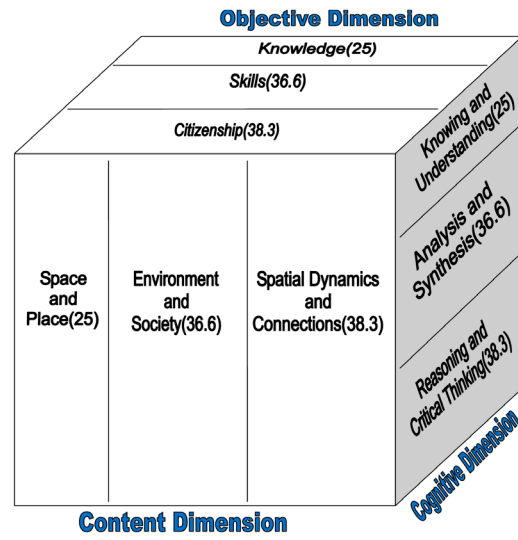 Objective Dimension
Knowledge(25)
Skills(36.6)
Citizenship(38.3)
Knowing and
Understanding(25)
Analysis and
Synthesis(36.6)
Reasoning and
Critical Thinking(38.3)
Space
and
Place(25)
Environment
and
Society(36.6)
Spatial Dynamics
and
Connections(38.3)
Cognitive Dimension
Content Dimension